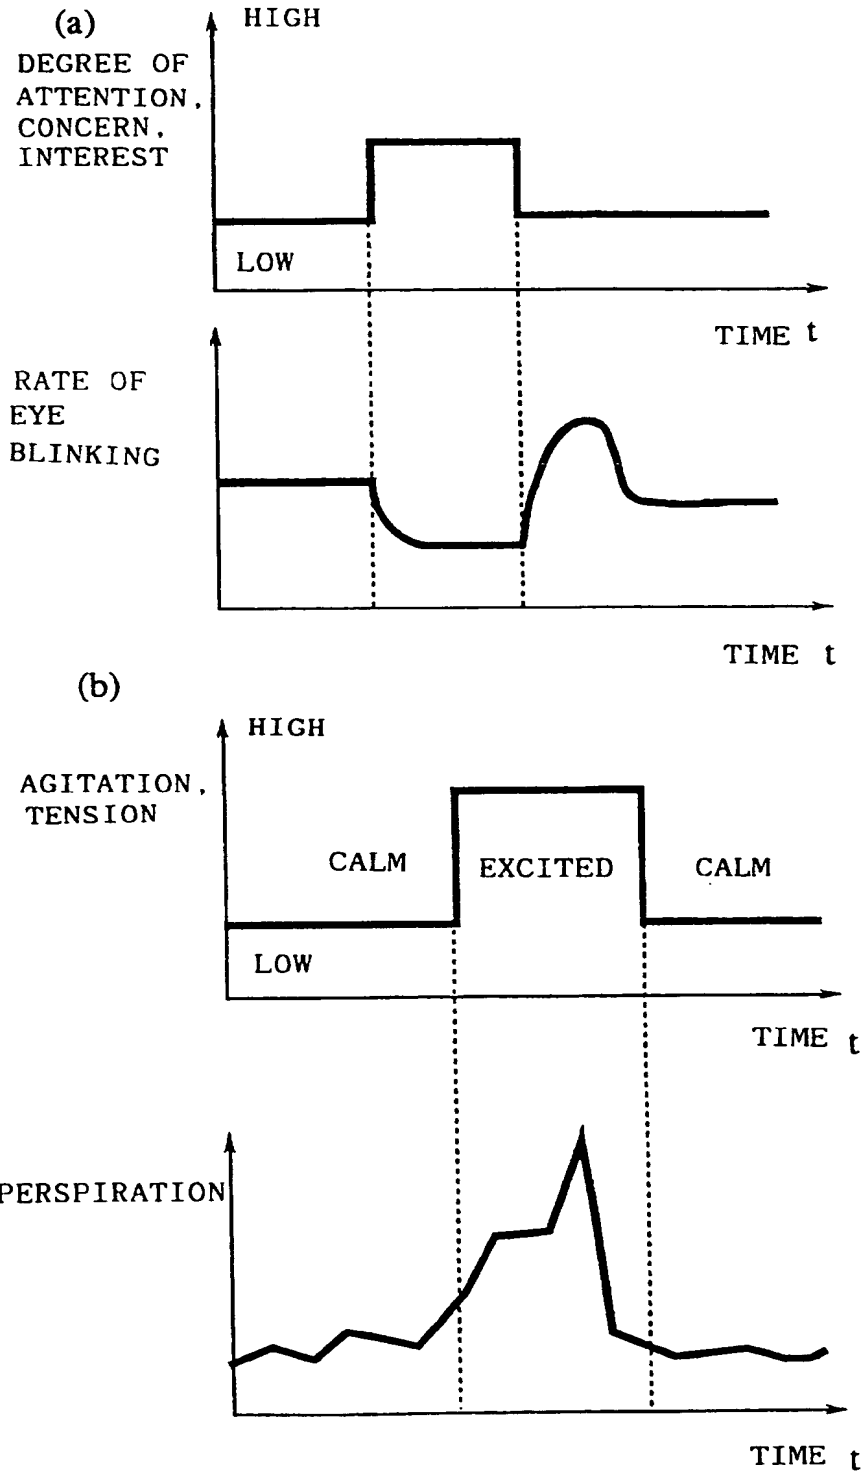 (a)
HIGH
DEGREE OF
ATTENTION,
CONCERN,
INTEREST
LOW
TIME t
RATE OF
EYE
BLINKING
TIME t
(b)
HIGH
AGITATION,
TENSION
CALM
EXCITED
CALM
LOW
TIME t
PERSPIRATION
TIME t